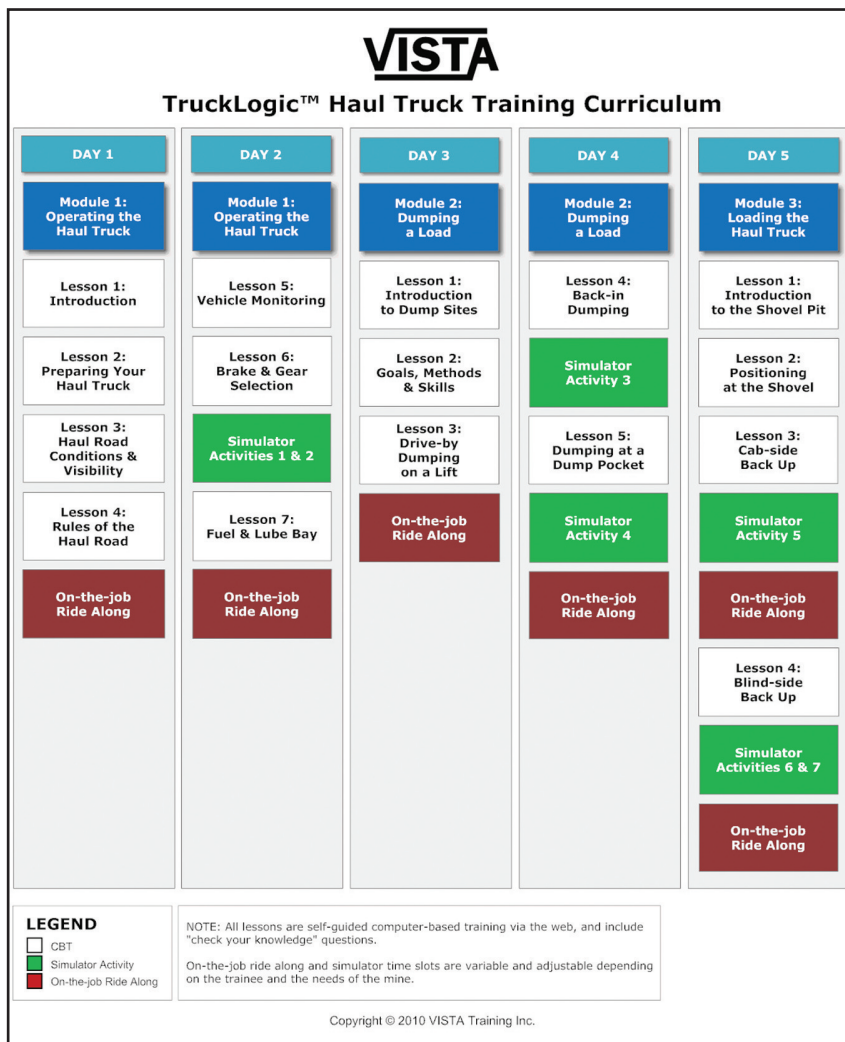 VISTA
TruckLogic™ Haul Truck Training Curriculum
DAY 1
Module 1:
Operating the
Haul Truck
Lesson 1:
Introduction
Lesson 2:
Preparing Your
Haul Truck
Lesson 3:
Haul Road
Conditions &
Visibility
Lesson 4:
Rules of the
Haul Road
On-the-job
Ride Along
DAY 2
Module 1:
Operating the
Haul Truck
Lesson 5:
Vehicle Monitoring
Lesson 6:
Brake & Gear
Selection
Simulator
Activities 1 & 2
Lesson 7:
Fuel & Lube Bay
On-the-job
Ride Along
DAY 3
Module 2:
Dumping
a Load
Lesson 1:
Introduction
to Dump Sites
Lesson 2:
Goals, Methods
& Skills
Lesson 3:
Drive-by
Dumping
on a Lift
On-the-job
Ride Along
DAY 4
Module 2:
Dumping
a Load
Lesson 4:
Back-in
Dumping
Simulator
Activity 3
Lesson 5:
Dumping at a
Dump Pocket
Simulator
Activity 4
On-the-job
Ride Along
DAY 5
Module 3:
Loading the
Haul Truck
Lesson 1:
Introduction
to the Shovel Pit
Lesson 2:
Positioning
at the Shovel
Lesson 3:
Cab-side
Back Up
Simulator
Activity 5
On-the-job
Ride Along
Lesson 4:
Blind-side
Back Up
Simulator
Activities 6 & 7
On-the-job
Ride Along
LEGEND
CBT
Simulator Activity
On-the-job Ride Along
NOTE: All lessons are self-guided computer-based training via the web, and include
"check your knowledge" questions.
On-the-job ride along and simulator time slots are variable and adjustable depending
on the trainee and the needs of the mine.
Copyright © 2010 VISTA Training Inc.